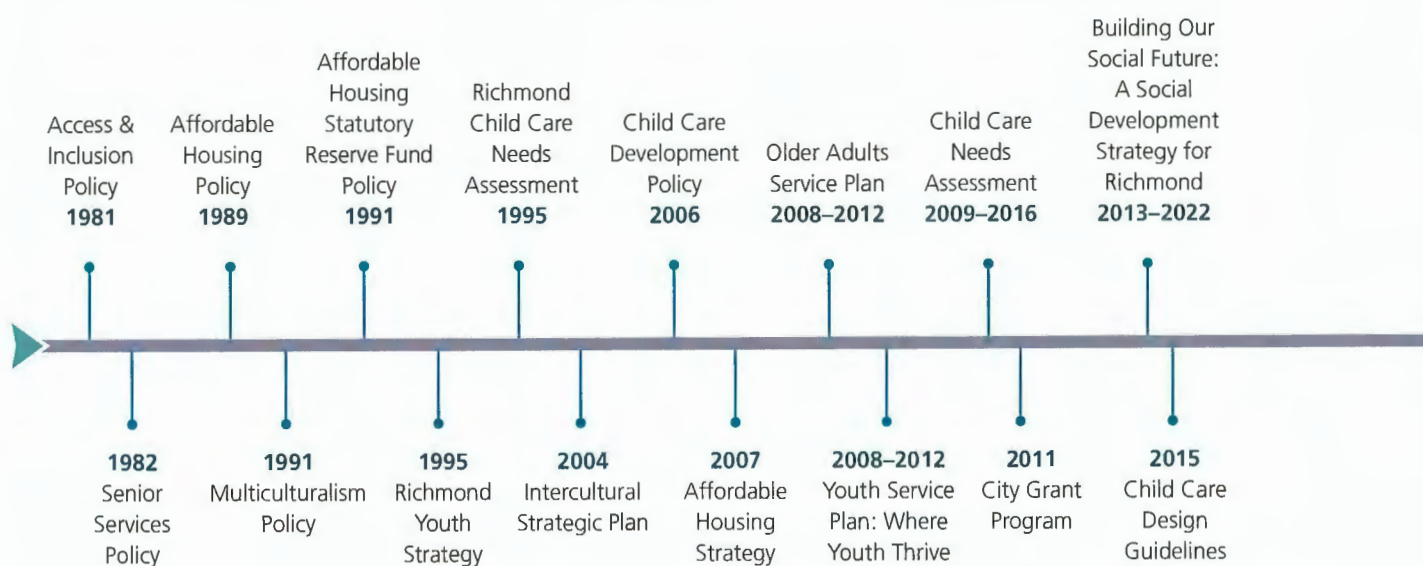 Access &
Inclusion
Policy
1981
Affordable
Housing
Policy
1989
Affordable
Housing
Statutory
Reserve Fund
Policy
1991
Richmond
Child Care
Needs
Assessment
1995
Child Care
Development
Policy
2006
Older Adults
Service Plan
2008–2012
Child Care
Needs
Assessment
2009–2016
Building Our
Social Future:
A Social
Development
Strategy for
Richmond
2013–2022
1982
Senior
Services
Policy
1991
Multiculturalism
Policy
1995
Richmond
Youth
Strategy
2004
Intercultural
Strategic Plan
2007
Affordable
Housing
Strategy
2008–2012
Youth Service
Plan: Where
Youth Thrive
2011
City Grant
Program
2015
Child Care
Design
Guidelines